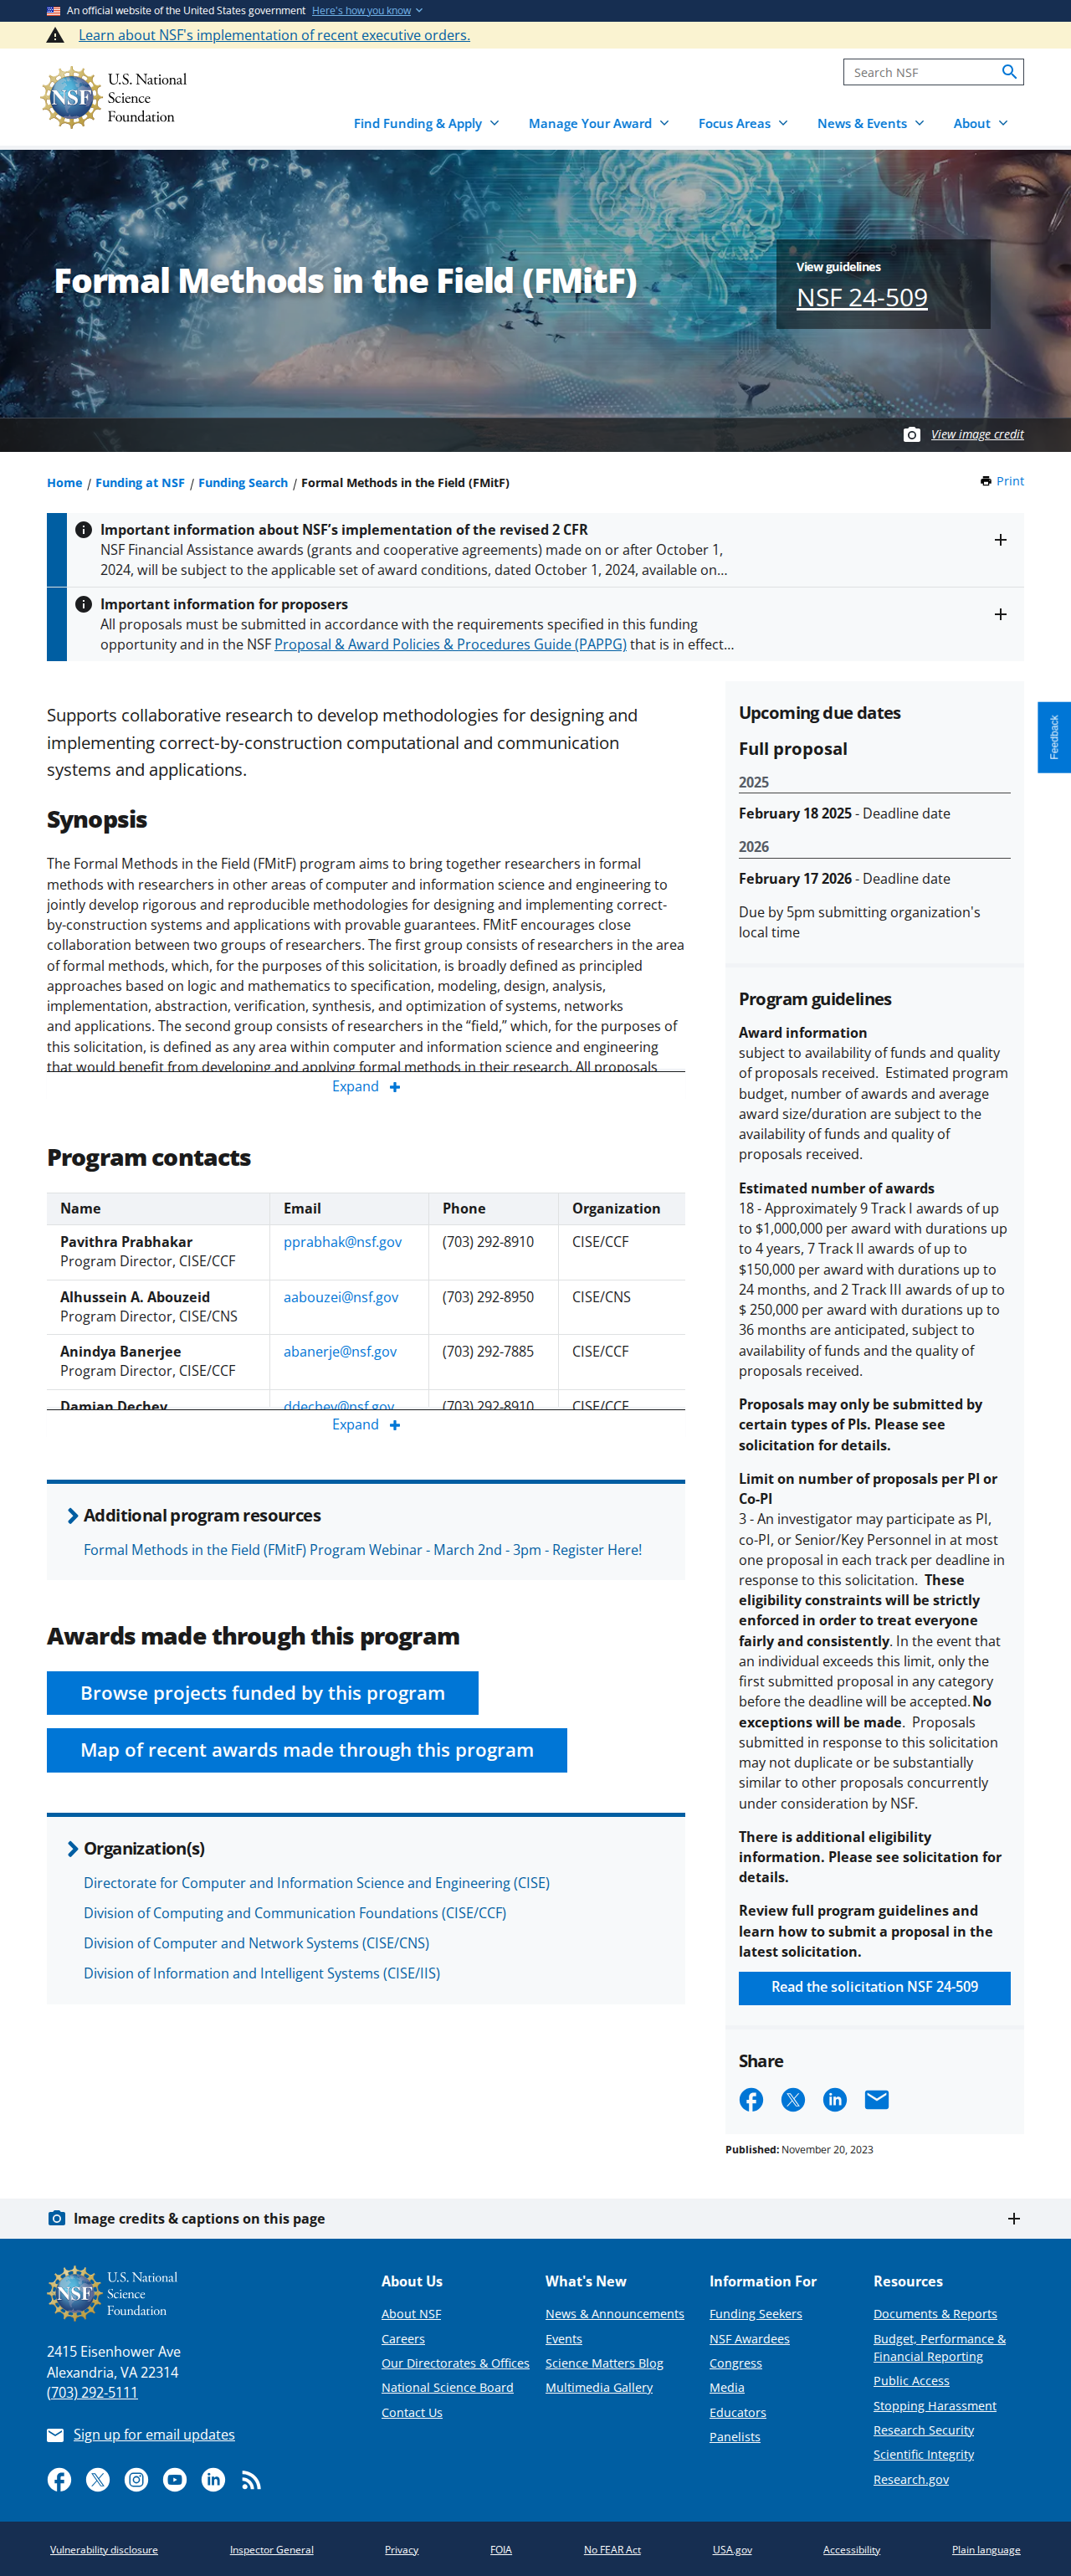 An official website of the United States government Here's how you know
Learn about NSF's implementation of recent executive orders.
NSF
U.S. National
Science
Foundation
Search NSF
Find Funding & Apply
Manage Your Award
Focus Areas
News & Events
About
Formal Methods in the Field (FMitF)
View guidelines
NSF 24-509
View image credit
Home / Funding at NSF / Funding Search / Formal Methods in the Field (FMitF)
Print
Important information about NSF's implementation of the revised 2 CFR
NSF Financial Assistance awards (grants and cooperative agreements) made on or after October 1,
2024, will be subject to the applicable set of award conditions, dated October 1, 2024, available on...
Important information for proposers
All proposals must be submitted in accordance with the requirements specified in this funding
opportunity and in the NSF Proposal & Award Policies & Procedures Guide (PAPPG) that is in effect...
Supports collaborative research to develop methodologies for designing and
implementing correct-by-construction computational and communication
systems and applications.
Synopsis
The Formal Methods in the Field (FMitF) program aims to bring together researchers in formal
methods with researchers in other areas of computer and information science and engineering to
jointly develop rigorous and reproducible methodologies for designing and implementing correct-
by-construction systems and applications with provable guarantees. FMitF encourages close
collaboration between two groups of researchers. The first group consists of researchers in the area
of formal methods, which, for the purposes of this solicitation, is broadly defined as principled
approaches based on logic and mathematics to specification, modeling, design, analysis,
implementation, abstraction, verification, synthesis, and optimization of systems, networks
and applications. The second group consists of researchers in the “field,” which, for the purposes of
this solicitation, is defined as any area within computer and information science and engineering
that would benefit from developing and applying formal methods in their research. All proposals
Expand
Program contacts
Name Email Phone Organization
Pavithra Prabhakar pprabhak@nsf.gov (703) 292-8910 CISE/CCF
Program Director, CISE/CCF
Alhussein A. Abouzeid aabouzei@nsf.gov (703) 292-8950 CISE/CNS
Program Director, CISE/CNS
Anindya Banerjee abanerje@nsf.gov (703) 292-7885 CISE/CCF
Program Director, CISE/CCF
Damian Dechev ddechev@nsf.gov (703) 292-8910 CISE/CCF
Expand
Additional program resources
Formal Methods in the Field (FMitF) Program Webinar - March 2nd - 3pm - Register Here!
Awards made through this program
Browse projects funded by this program
Map of recent awards made through this program
Organization(s)
Directorate for Computer and Information Science and Engineering (CISE)
Division of Computing and Communication Foundations (CISE/CCF)
Division of Computer and Network Systems (CISE/CNS)
Division of Information and Intelligent Systems (CISE/IIS)
Upcoming due dates
Full proposal
2025
February 18 2025 - Deadline date
2026
February 17 2026 - Deadline date
Due by 5pm submitting organization's
local time
Feedback
Program guidelines
Award information
subject to availability of funds and quality
of proposals received. Estimated program
budget, number of awards and average
award size/duration are subject to the
availability of funds and quality of
proposals received.
Estimated number of awards
18 - Approximately 9 Track I awards of up
to $1,000,000 per award with durations up
to 4 years, 7 Track II awards of up to
$150,000 per award with durations up to
24 months, and 2 Track III awards of up to
$ 250,000 per award with durations up to
36 months are anticipated, subject to
availability of funds and the quality of
proposals received.
Proposals may only be submitted by
certain types of PIs. Please see
solicitation for details.
Limit on number of proposals per PI or
Co-PI
3 - An investigator may participate as PI,
co-PI, or Senior/Key Personnel in at most
one proposal in each track per deadline in
response to this solicitation. These
eligibility constraints will be strictly
enforced in order to treat everyone
fairly and consistently. In the event that
an individual exceeds this limit, only the
first submitted proposal in any category
before the deadline will be accepted. No
exceptions will be made. Proposals
submitted in response to this solicitation
may not duplicate or be substantially
similar to other proposals concurrently
under consideration by NSF.
There is additional eligibility
information. Please see solicitation for
details.
Review full program guidelines and
learn how to submit a proposal in the
latest solicitation.
Read the solicitation NSF 24-509
Share
Published: November 20, 2023
Image credits & captions on this page
NSF
U.S. National
Science
Foundation
2415 Eisenhower Ave
Alexandria, VA 22314
(703) 292-5111
Sign up for email updates
About Us
About NSF
Careers
Our Directorates & Offices
National Science Board
Contact Us
What's New
News & Announcements
Events
Science Matters Blog
Multimedia Gallery
Information For
Funding Seekers
NSF Awardees
Congress
Media
Educators
Panelists
Resources
Documents & Reports
Budget, Performance &
Financial Reporting
Public Access
Stopping Harassment
Research Security
Scientific Integrity
Research.gov
Vulnerability disclosure
Inspector General
Privacy
FOIA
No FEAR Act
USA.gov
Accessibility
Plain language